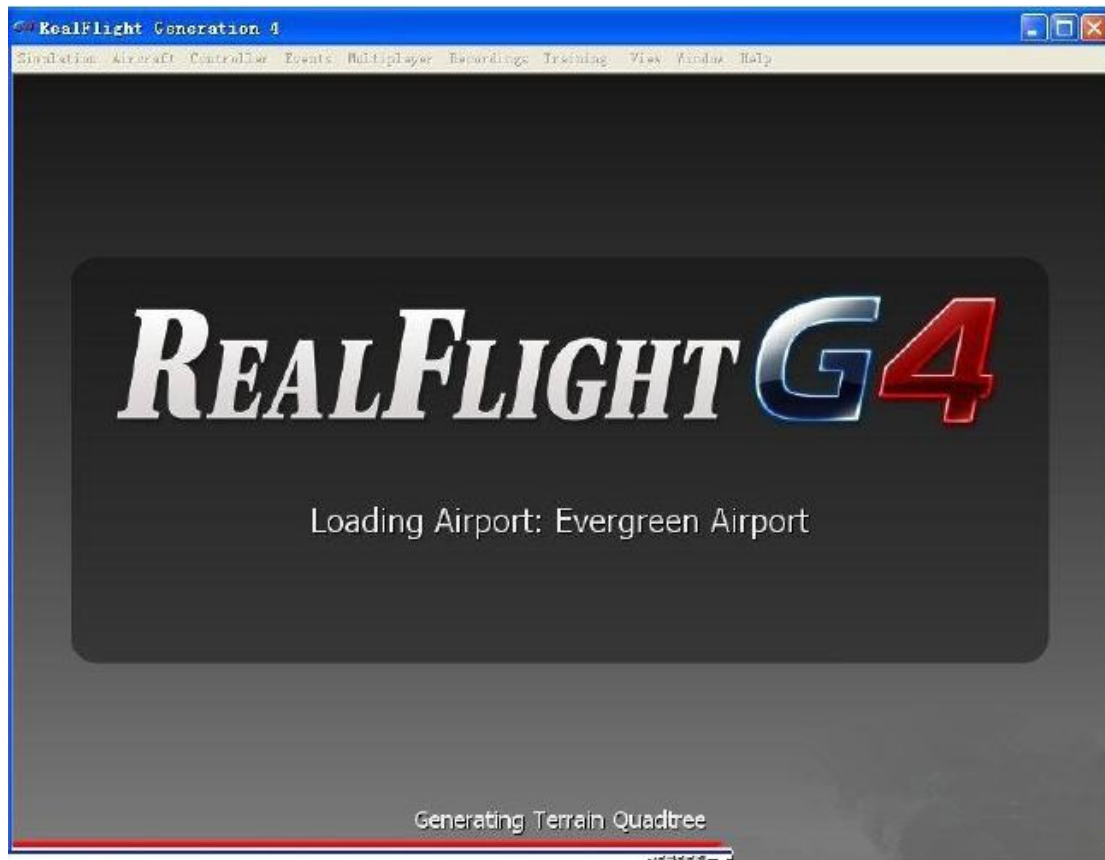 RealFlight Generation 4
Simulation Aircraft Controller Events Multiplayer Recordings Training View Window Help
REALFLIGHT G4
Loading Airport: Evergreen Airport
Generating Terrain Quadtree